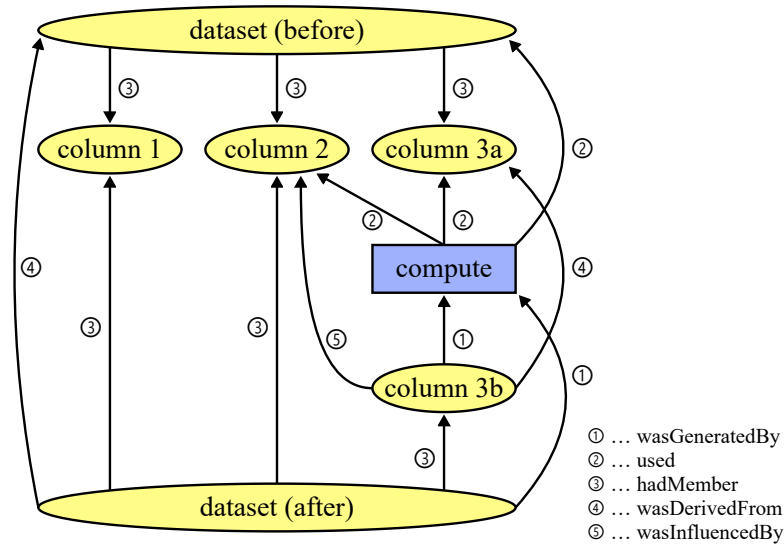 dataset (before)
③ ③ ③
②
column 1 column 2 column 3a
② ②
④ compute ④
③ ③ ⑤ ①
①
column 3b
③
dataset (after)
① … wasGeneratedBy
② … used
③ … hadMember
④ … wasDerivedFrom
⑤ … wasInfluencedBy